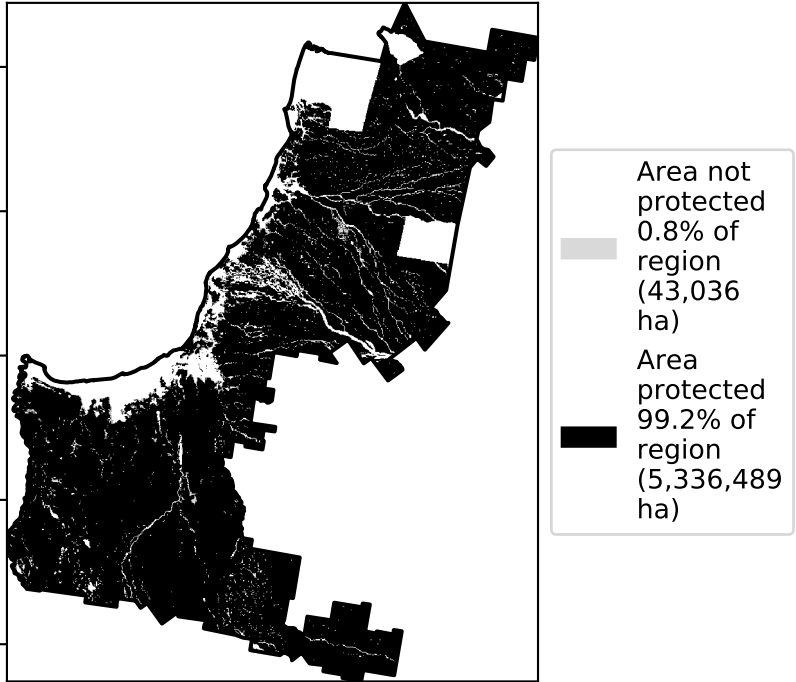 Area not
protected
0.8% of
region
(43,036
ha)
Area
protected
99.2% of
region
(5,336,489
ha)